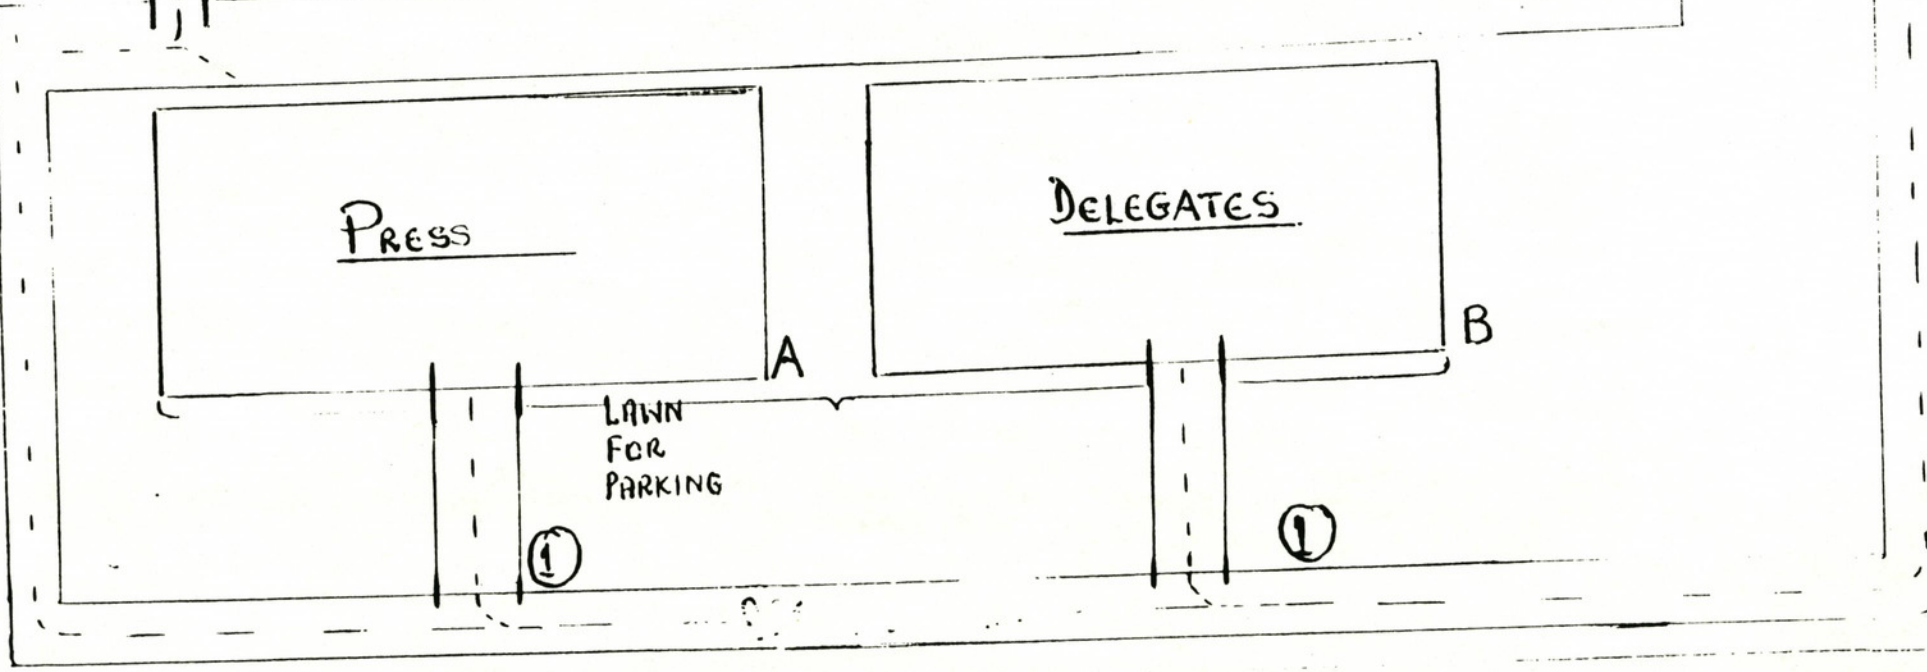 PRESS
DELEGATES
A
B
LAWN
FOR
PARKING
1
1